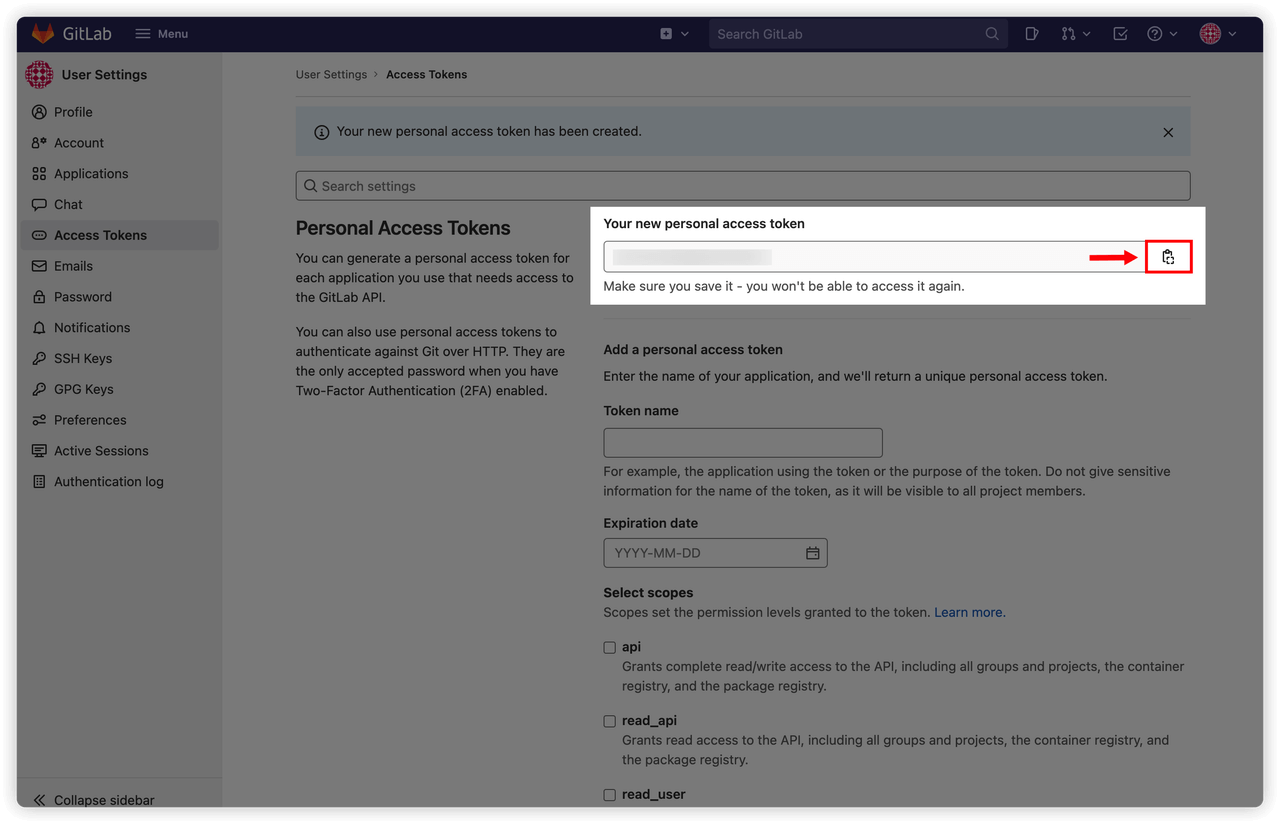 GitLab
Menu
Search GitLab
User Settings
Profile
Account
Applications
Chat
Access Tokens
Emails
Password
Notifications
SSH Keys
GPG Keys
Preferences
Active Sessions
Authentication log
Collapse sidebar
User Settings › Access Tokens
Your new personal access token has been created.
Search settings
Personal Access Tokens
You can generate a personal access token for
each application you use that needs access to
the GitLab API.
You can also use personal access tokens to
authenticate against Git over HTTP. They are
the only accepted password when you have
Two-Factor Authentication (2FA) enabled.
Your new personal access token
Make sure you save it - you won't be able to access it again.
Add a personal access token
Enter the name of your application, and we'll return a unique personal access token.
Token name
For example, the application using the token or the purpose of the token. Do not give sensitive
information for the name of the token, as it will be visible to all project members.
Expiration date
YYYY-MM-DD
Select scopes
Scopes set the permission levels granted to the token. Learn more.
api
Grants complete read/write access to the API, including all groups and projects, the container
registry, and the package registry.
read_api
Grants read access to the API, including all groups and projects, the container registry, and
the package registry.
read_user